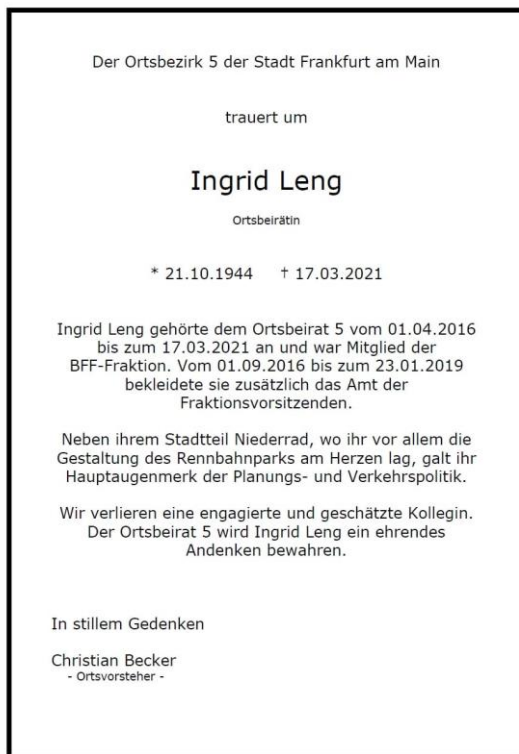 Der Ortsbezirk 5 der Stadt Frankfurt am Main
trauert um
Ingrid Leng
Ortsbeirätin
* 21.10.1944 † 17.03.2021
Ingrid Leng gehörte dem Ortsbeirat 5 vom 01.04.2016
bis zum 17.03.2021 an und war Mitglied der
BFF-Fraktion. Vom 01.09.2016 bis zum 23.01.2019
bekleidete sie zusätzlich das Amt der
Fraktionsvorsitzenden.
Neben ihrem Stadtteil Niederrad, wo ihr vor allem die
Gestaltung des Rennbahnparks am Herzen lag, galt ihr
Hauptaugenmerk der Planungs- und Verkehrspolitik.
Wir verlieren eine engagierte und geschätzte Kollegin.
Der Ortsbeirat 5 wird Ingrid Leng ein ehrendes
Andenken bewahren.
In stillem Gedenken
Christian Becker
- Ortsvorsteher -